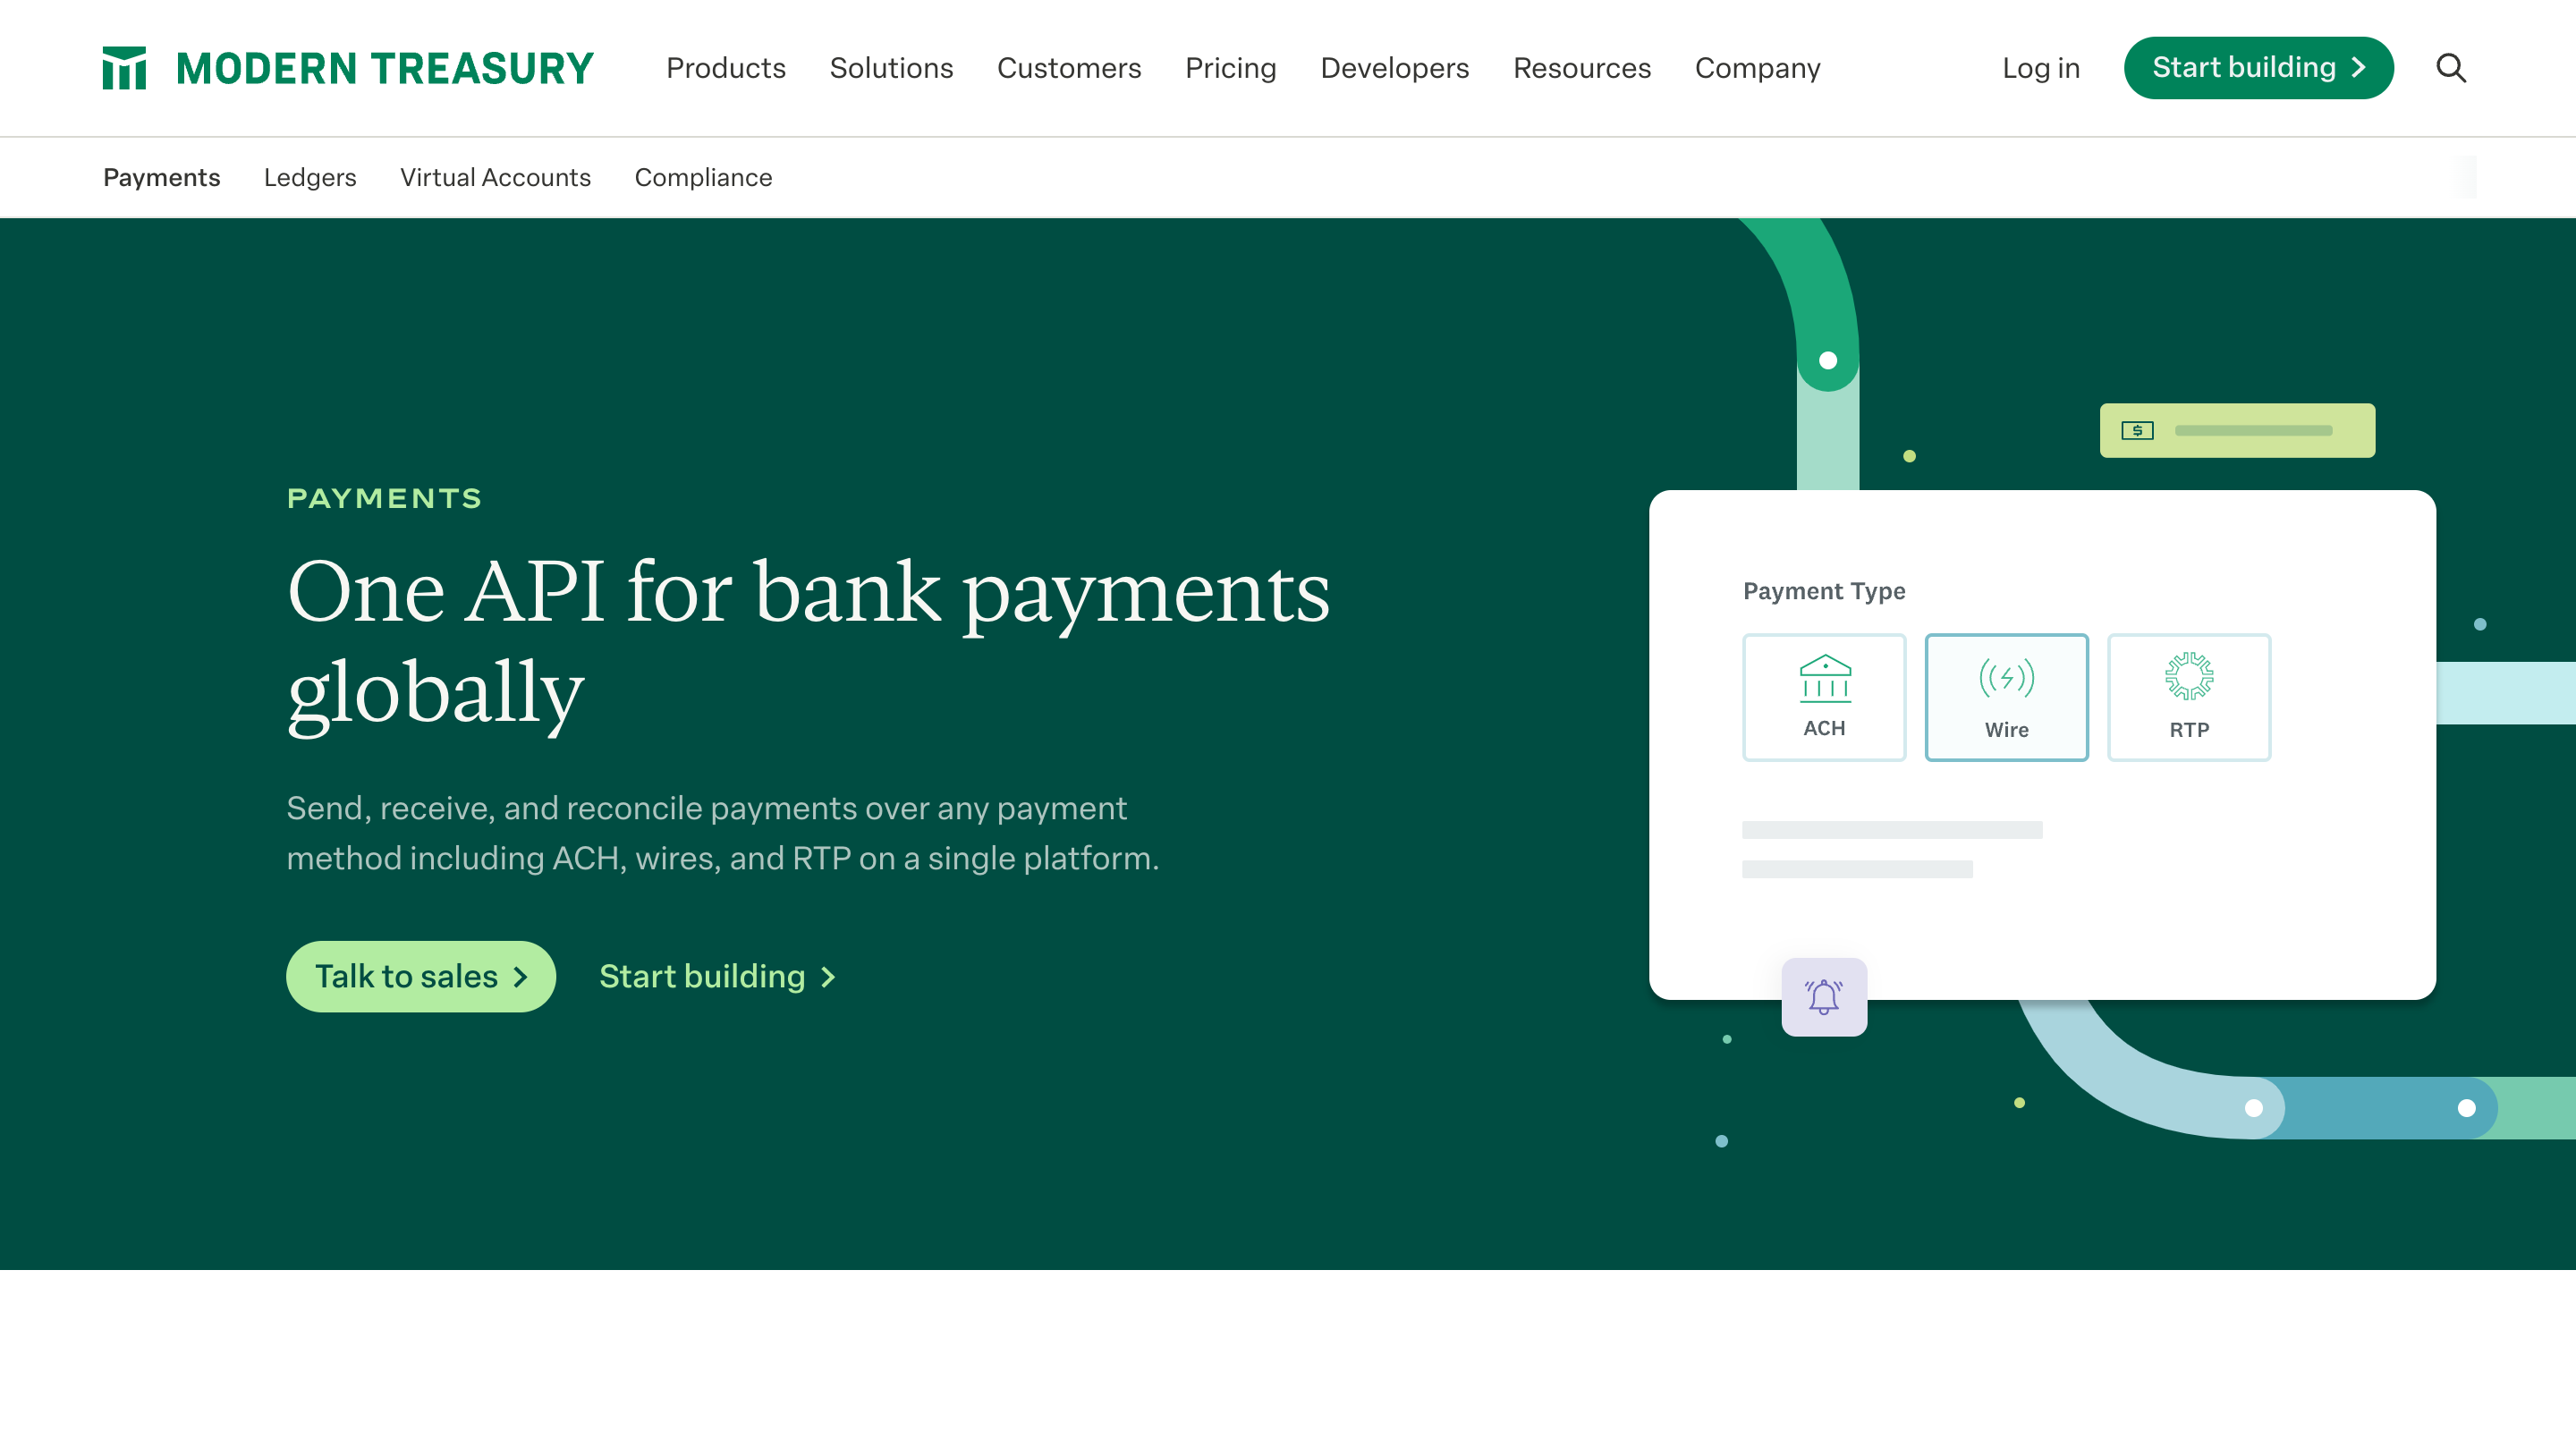 MODERN TREASURY
Products Solutions Customers Pricing Developers Resources Company
Log in
Start building
Payments Ledgers Virtual Accounts Compliance
PAYMENTS
One API for bank payments
globally
Send, receive, and reconcile payments over any payment
method including ACH, wires, and RTP on a single platform.
Talk to sales
Start building
$
Payment Type
ACH
Wire
RTP